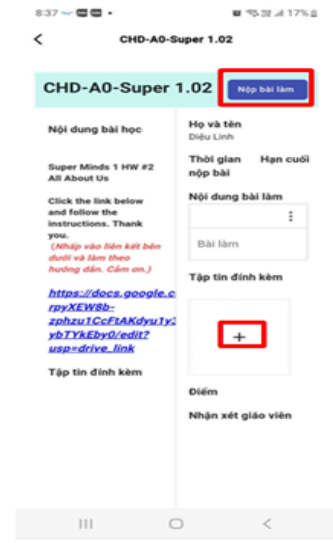 8:37
17%
CHD-A0-Super 1.02
CHD-A0-Super 1.02
Nộp bài làm
Nội dung bài học
Super Minds 1 HW #2
All About Us
Click the link below
and follow the
instructions. Thank
you.
(Nhấp vào liên kết bên
dưới và làm theo
hướng dẫn. Cảm ơn.)
https://docs.google.c
rpyXEW8b-
usp=drive_link
Tập tin đính kèm
Họ và tên
Diệu Linh
Thời gian nộp bài
Hạn cuối
Nội dung bài làm
Bài làm
Tập tin đính kèm
+
Điểm
Nhận xét giáo viên